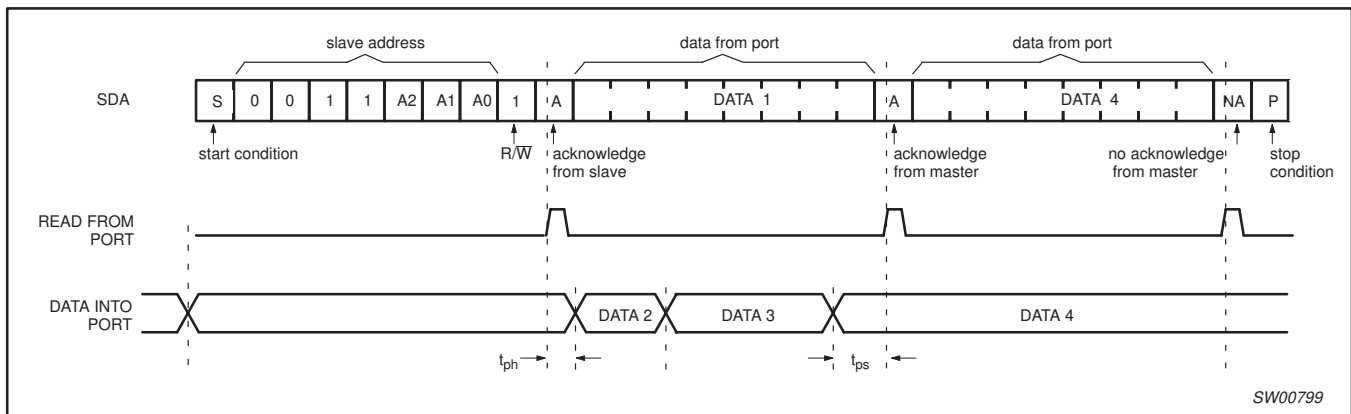 slave address
data from port
data from port
SDA
S 0 0 1 1 A2 A1 A0 1 A DATA 1 A DATA 4 NA P
start condition
R/W̅
acknowledge
from slave
acknowledge
from master
no acknowledge
from master
stop
condition
READ FROM
PORT
DATA INTO
PORT
DATA 2
DATA 3
DATA 4
tph
tps
SW00799